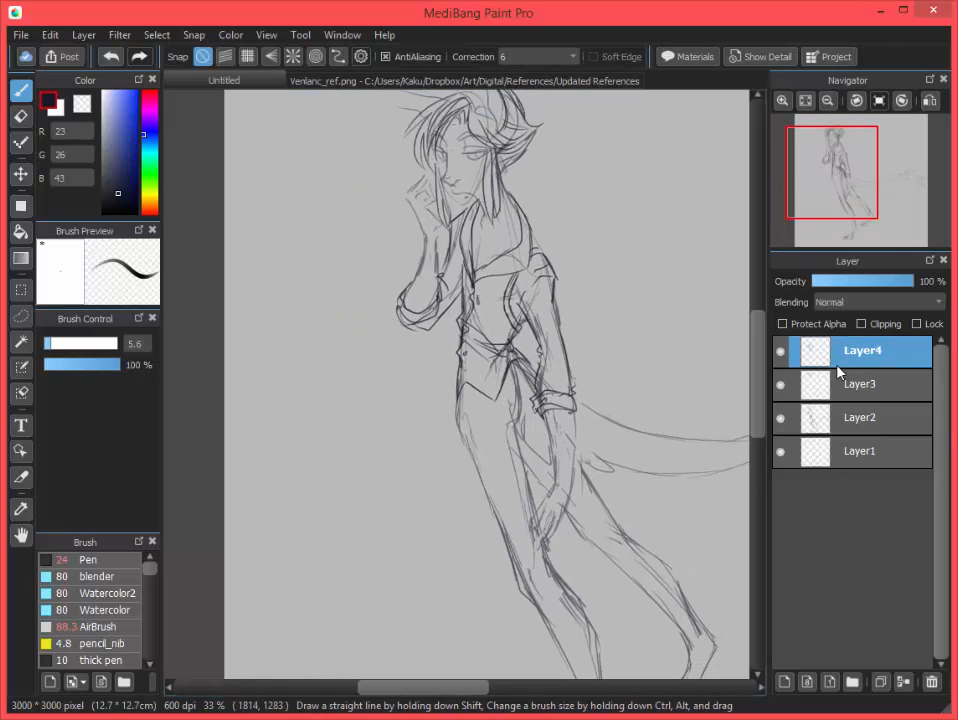 MediBang Paint Pro
File Edit Layer Filter Select Snap Color View Tool Window Help
Post Snap AntiAliasing Correction 6 Soft Edge Materials Show Detail Project
Color
Untitled Venlanc_ref.png - C:/Users/Kaku/Dropbox/Art/Digital/References/Updated References
Navigator
R 23
G 26
B 43
Brush Preview
*
Brush Control
5.6
100 %
Brush
24 Pen
80 blender
80 Watercolor2
80 Watercolor
88.3 AirBrush
4.8 pencil_nib
10 thick pen
Layer
Opacity 100 %
Blending Normal
Protect Alpha Clipping Lock
Layer4
Layer3
Layer2
Layer1
3000 * 3000 pixel (12.7 * 12.7cm) 600 dpi 33 % ( 1814, 1283 ) Draw a straight line by holding down Shift, Change a brush size by holding down Ctrl, Alt, and drag